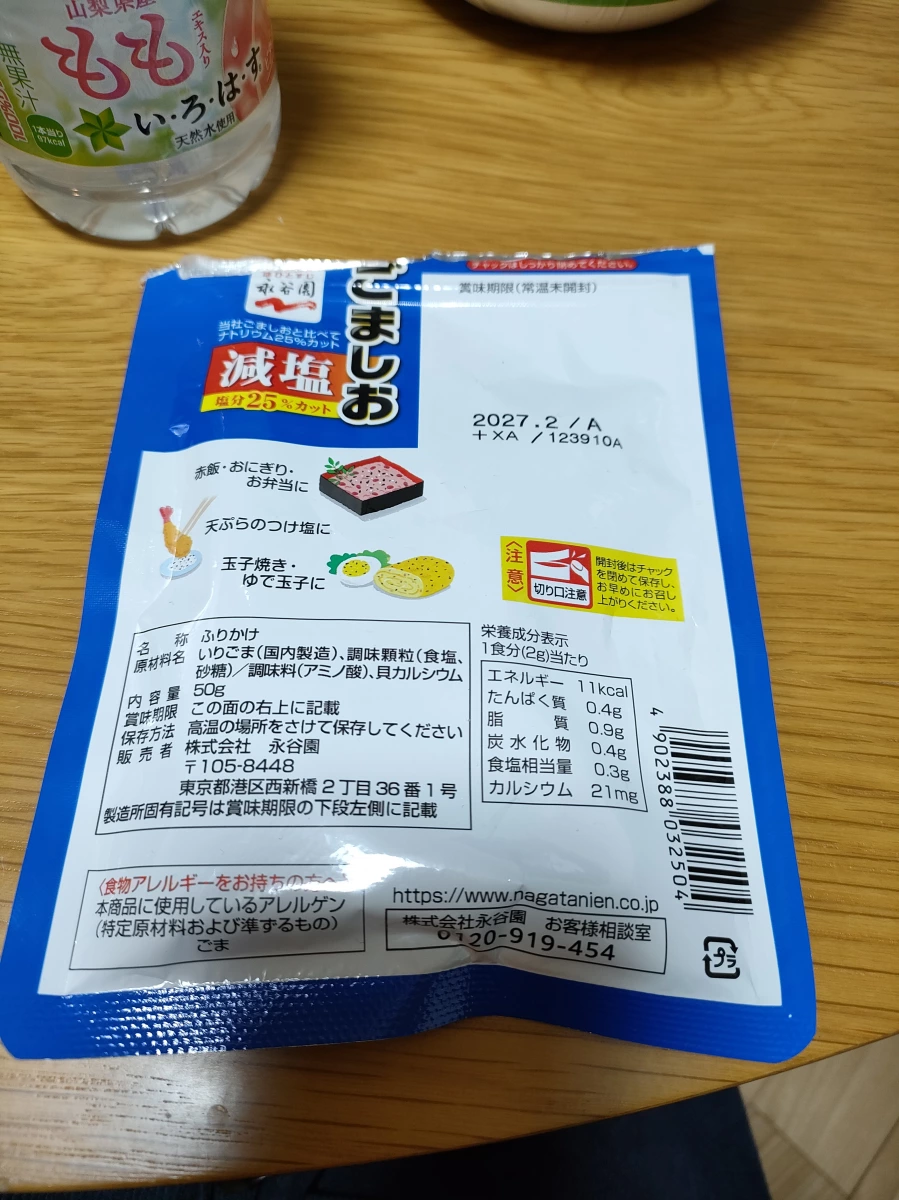 山梨県産
もも
エキス入り
無果汁
い・ろ・は・す
天然水使用
1本当り
97kcal
チャックはしっかり閉めてください。
永谷園
ごましお
当社ごましおと比べて
ナトリウム25%カット
減塩
塩分25%カット
賞味期限(常温未開封)
2027.2/A
+XA /123910A
赤飯・おにぎり・
お弁当に
天ぷらのつけ塩に
玉子焼き・
ゆで玉子に
〈注意〉
切り口注意
開封後はチャック
を閉めて保存し、
お早めにお召し
上がりください。
名称 ふりかけ
原材料名 いりごま(国内製造)、調味顆粒(食塩、
砂糖)/調味料(アミノ酸)、貝カルシウム
内容量 50g
賞味期限 この面の右上に記載
保存方法 高温の場所をさけて保存してください
販売者 株式会社 永谷園
〒105-8448
東京都港区西新橋2丁目36番1号
製造所固有記号は賞味期限の下段左側に記載
栄養成分表示
1食分(2g)当たり
エネルギー 11kcal
たんぱく質 0.4g
脂質 0.9g
炭水化物 0.4g
食塩相当量 0.3g
カルシウム 21mg
4 902388 032504
〈食物アレルギーをお持ちの方へ
本商品に使用しているアレルゲン
(特定原材料および準ずるもの)
ごま
https://www.nagatanien.co.jp
株式会社永谷園 お客様相談室
0120-919-454
プラ